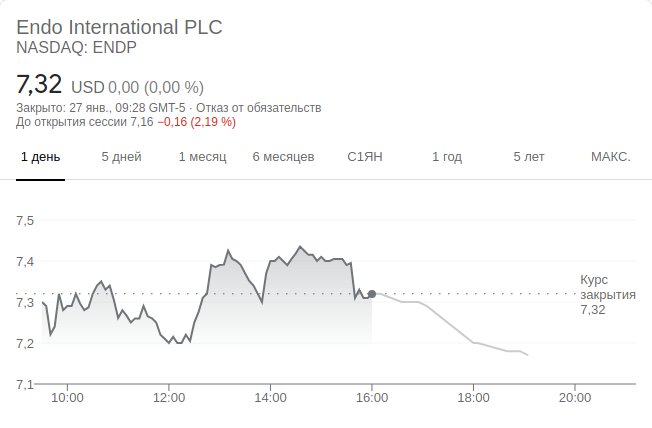 Endo International PLC
NASDAQ: ENDP
7,32 USD 0,00 (0,00 %)
Закрыто: 27 янв., 09:28 GMT-5 · Отказ от обязательств
До открытия сессии 7,16 −0,16 (2,19 %)
1 день 5 дней 1 месяц 6 месяцев С1ЯН 1 год 5 лет МАКС.
7,5
7,4
Курс
закрытия
7,32
7,3
7,2
7,1
10:00 12:00 14:00 16:00 18:00 20:00